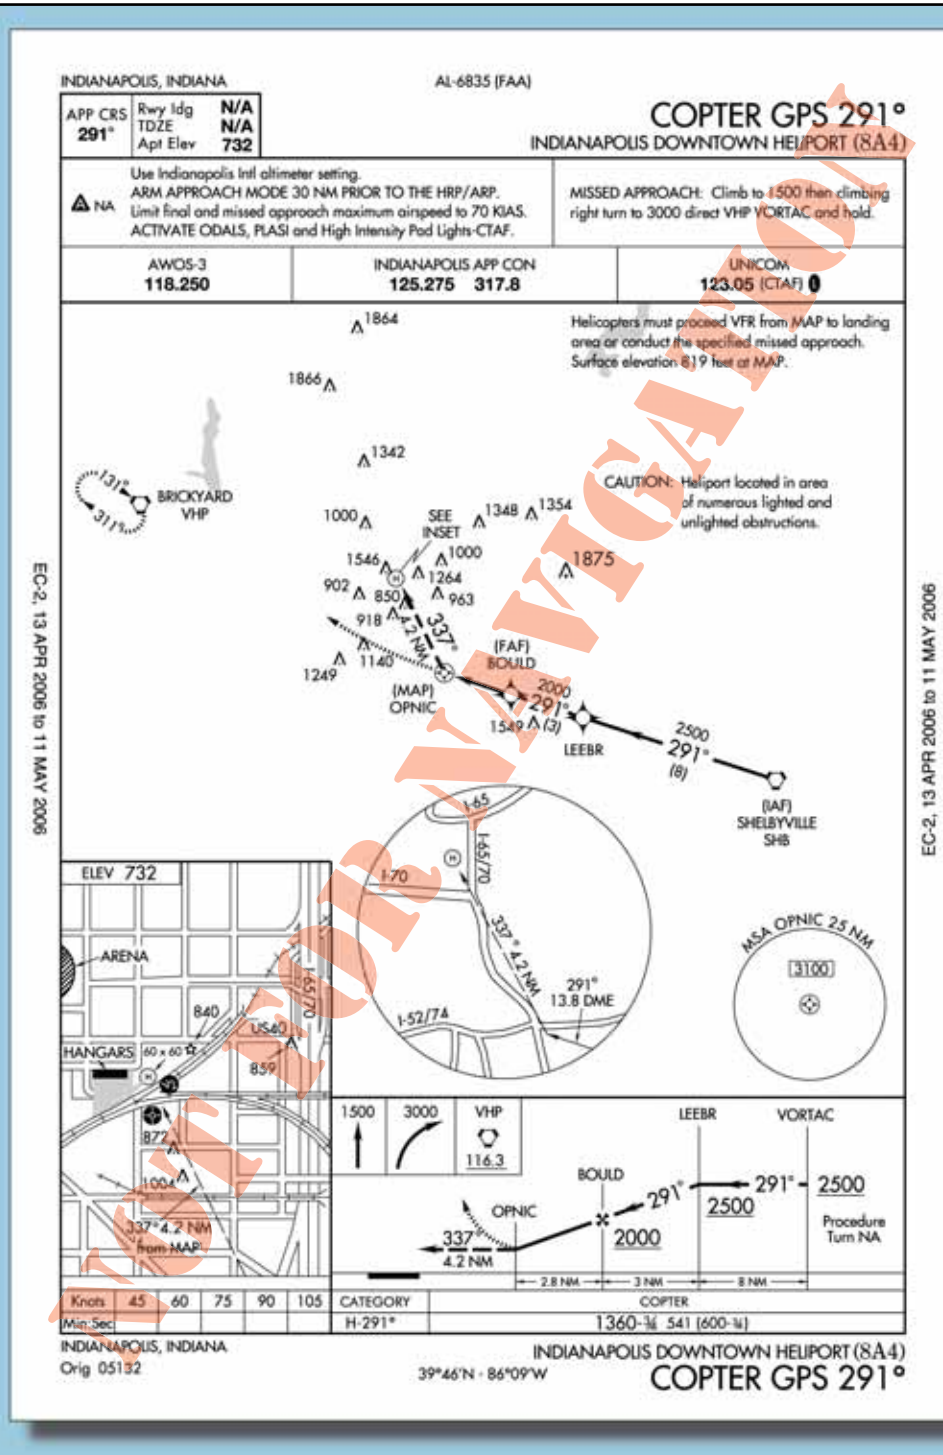 INDIANAPOLIS, INDIANA
AL-6835 (FAA)
APP CRS
291°
Rwy ldg N/A
TDZE N/A
Apt Elev 732
COPTER GPS 291°
INDIANAPOLIS DOWNTOWN HELIPORT (8A4)
NA
Use Indianapolis Intl altimeter setting.
ARM APPROACH MODE 30 NM PRIOR TO THE HRP/ARP.
Limit final and missed approach maximum airspeed to 70 KIAS.
ACTIVATE ODALS, PLASI and High Intensity Pod Lights-CTAF.
MISSED APPROACH: Climb to 1500 then climbing
right turn to 3000 direct VHP VORTAC and hold.
AWOS-3
118.250
INDIANAPOLIS APP CON
125.275 317.8
UNICOM
123.05 (CTAF)
Helicopters must proceed VFR from MAP to landing
area or conduct the specified missed approach.
Surface elevation 819 feet at MAP.
1864
1866
1342
131°
311°
BRICKYARD
VHP
CAUTION: Heliport located in area
of numerous lighted and
unlighted obstructions.
1000
SEE
INSET
1348
1354
1546
1000
1264
1875
902
850
963
918
337°
4.2 NM
1140
1249
(FAF)
BOULD
(MAP)
OPNIC
2000
291°
(3)
1549
LEEBR
2500
291°
(8)
(IAF)
SHELBYVILLE
SHB
EC-2, 13 APR 2006 to 11 MAY 2006
EC-2, 13 APR 2006 to 11 MAY 2006
NOT FOR NAVIGATION
I-65
I-65/70
H
I-70
337° 4.2 NM
291°
13.8 DME
I-52/74
MSA OPNIC 25 NM
3100
ELEV 732
ARENA
I-65/70
840
US40
HANGARS
60 x 60
859
H
872
1004
337° 4.2 NM
from MAP
1500
3000
VHP
116.3
LEEBR
VORTAC
BOULD
OPNIC
291°
291°
2500
2500
2000
337°
4.2 NM
Procedure
Turn NA
2.8 NM
3 NM
8 NM
Knots 45 60 75 90 105
Min:Sec
CATEGORY
COPTER
H-291°
1360-¾ 541 (600-¾)
INDIANAPOLIS, INDIANA
Orig 05132
39°46'N - 86°09'W
INDIANAPOLIS DOWNTOWN HELIPORT (8A4)
COPTER GPS 291°